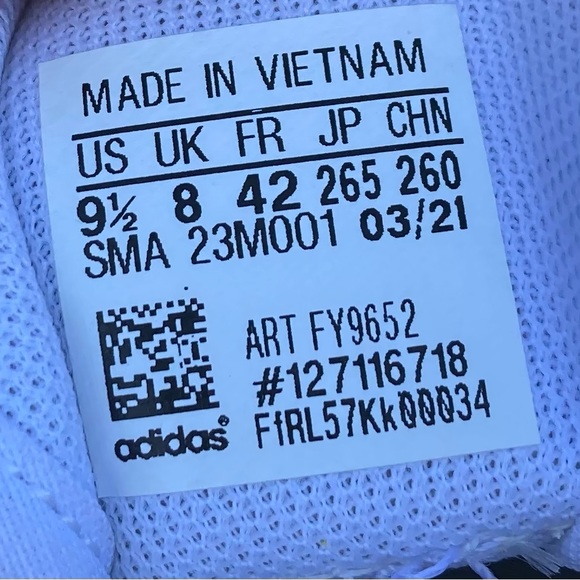 MADE IN VIETNAM
US UK FR JP CHN
9½ 8 42 265 260
SMA 23M001 03/21
ART FY9652
#127116718
adidas® FfRL57Kk00034